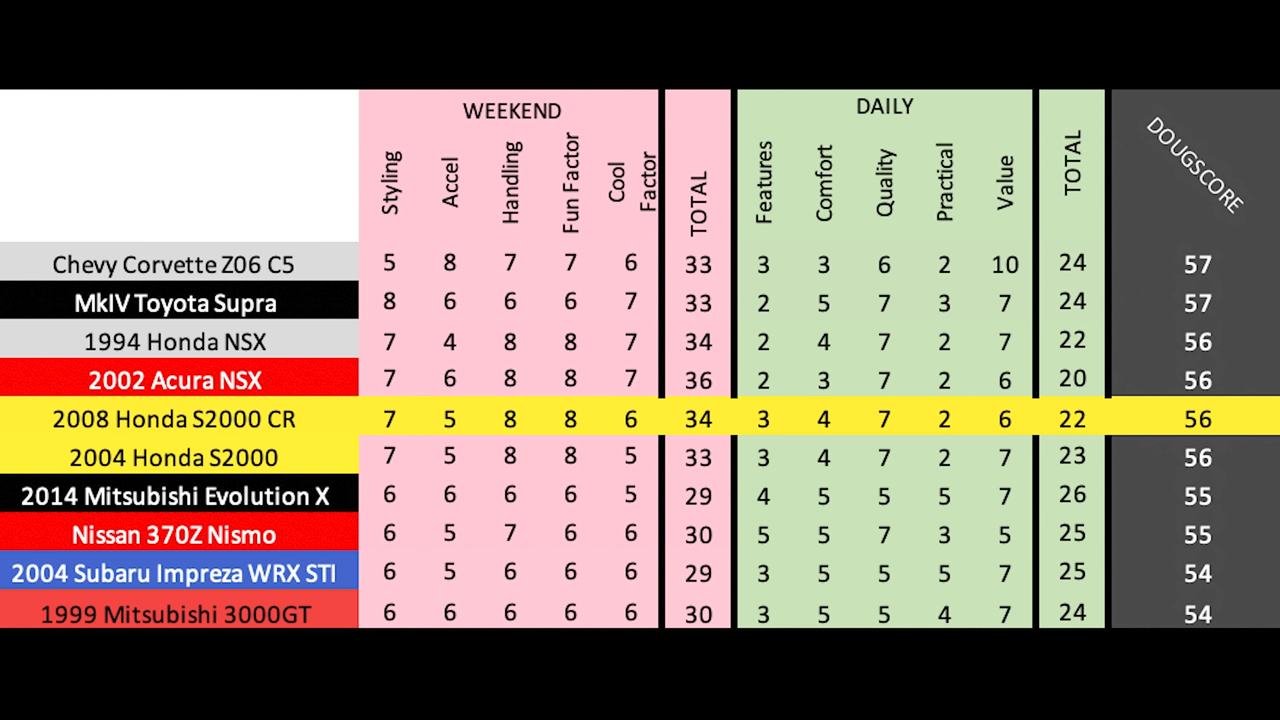 WEEKEND DAILY
Styling Accel Handling Fun Factor Cool Factor TOTAL Features Comfort Quality Practical Value TOTAL DOUGSCORE
Chevy Corvette Z06 C5 5 8 7 7 6 33 3 3 6 2 10 24 57
MkIV Toyota Supra 8 6 6 6 7 33 2 5 7 3 7 24 57
1994 Honda NSX 7 4 8 8 7 34 2 4 7 2 7 22 56
2002 Acura NSX 7 6 8 8 7 36 2 3 7 2 6 20 56
2008 Honda S2000 CR 7 5 8 8 6 34 3 4 7 2 6 22 56
2004 Honda S2000 7 5 8 8 5 33 3 4 7 2 7 23 56
2014 Mitsubishi Evolution X 6 6 6 6 5 29 4 5 5 5 7 26 55
Nissan 370Z Nismo 6 5 7 6 6 30 5 5 7 3 5 25 55
2004 Subaru Impreza WRX STI 6 5 6 6 6 29 3 5 5 5 7 25 54
1999 Mitsubishi 3000GT 6 6 6 6 6 30 3 5 5 4 7 24 54